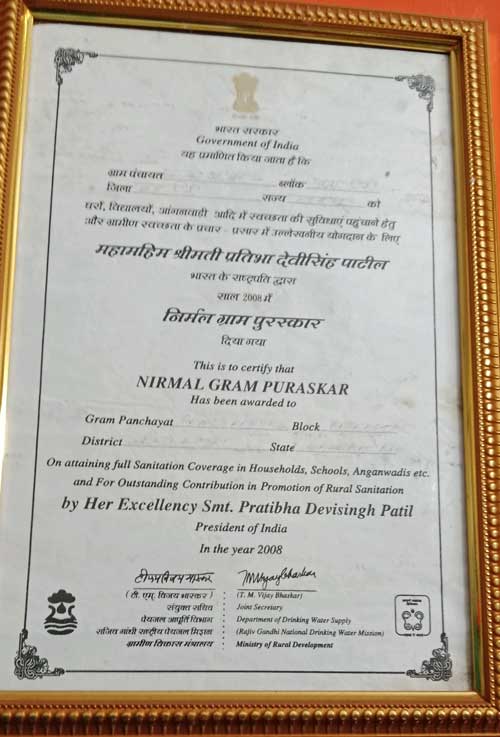 भारत सरकार
Government of India
यह प्रमाणित किया जाता है कि
ग्राम पंचायत ब्लॉक
जिला राज्य को
घरों, विद्यालयों, आंगनवाड़ी आदि में स्वच्छता की सुविधाएं पहुंचाने हेतु
और ग्रामीण स्वच्छता के प्रचार - प्रसार में उल्लेखनीय योगदान के लिए
महामहिम श्रीमती प्रतिभा देवीसिंह पाटील
भारत के राष्ट्रपति द्वारा
साल 2008 में
निर्मल ग्राम पुरस्कार
दिया गया
This is to certify that
NIRMAL GRAM PURASKAR
Has been awarded to
Gram Panchayat Block
District State
On attaining full Sanitation Coverage in Households, Schools, Anganwadis etc.
and For Outstanding Contribution in Promotion of Rural Sanitation
by Her Excellency Smt. Pratibha Devisingh Patil
President of India
In the year 2008
(टी. एम. विजय भास्कर) : (T. M. Vijay Bhaskar)
संयुक्त सचिव : Joint Secretary
पेयजल आपूर्ति विभाग : Department of Drinking Water Supply
राजिव गांधी राष्ट्रीय पेयजल मिशन : (Rajiv Gandhi National Drinking Water Mission)
ग्रामीण विकास मंत्रालय : Ministry of Rural Development